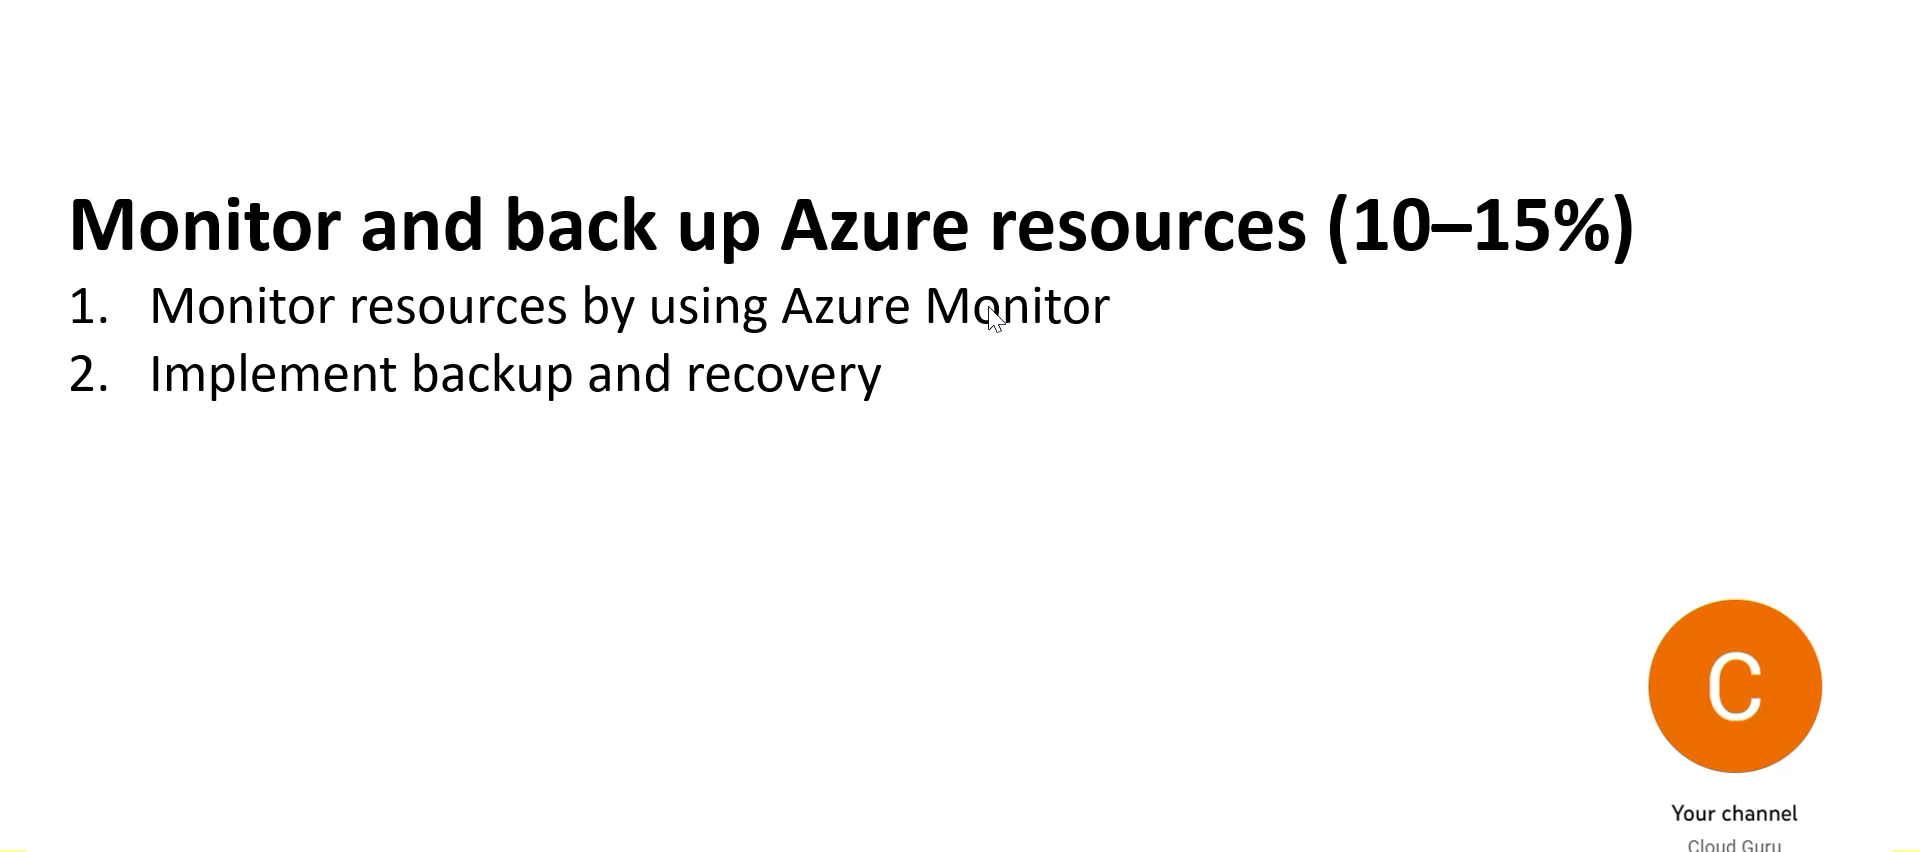 Monitor and back up Azure resources (10–15%)
1. Monitor resources by using Azure Monitor
2. Implement backup and recovery
C
Your channel
Cloud Guru